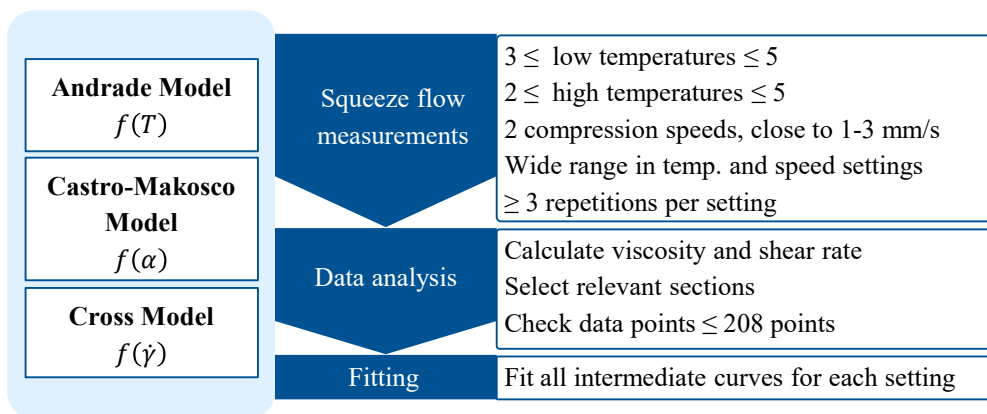 Andrade Model
f(T)
Castro-Makosco
Model
f(α)
Cross Model
f(γ̇)
Squeeze flow
measurements
3 ≤ low temperatures ≤ 5
2 ≤ high temperatures ≤ 5
2 compression speeds, close to 1-3 mm/s
Wide range in temp. and speed settings
≥ 3 repetitions per setting
Data analysis
Calculate viscosity and shear rate
Select relevant sections
Check data points ≤ 208 points
Fitting
Fit all intermediate curves for each setting